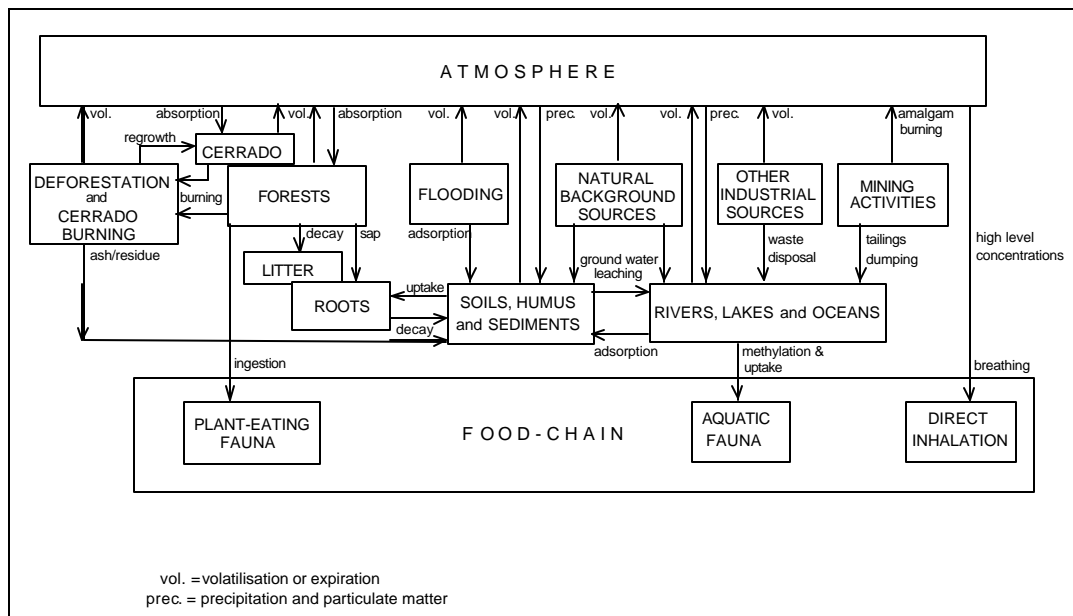 ATMOSPHERE
vol.
absorption
vol.
absorption
vol.
vol.
prec.
vol.
vol.
prec.
vol.
amalgam
burning
regrowth
CERRADO
DEFORESTATION
and
CERRADO
BURNING
burning
FORESTS
FLOODING
NATURAL
BACKGROUND
SOURCES
OTHER
INDUSTRIAL
SOURCES
MINING
ACTIVITIES
ash/residue
decay
sap
adsorption
ground water
leaching
waste
disposal
tailings
dumping
high level
concentrations
LITTER
ROOTS
uptake
decay
SOILS, HUMUS
and SEDIMENTS
RIVERS, LAKES and OCEANS
adsorption
ingestion
methylation &
uptake
breathing
PLANT-EATING
FAUNA
FOOD-CHAIN
AQUATIC
FAUNA
DIRECT
INHALATION
vol. =volatilisation or expiration
prec. = precipitation and particulate matter